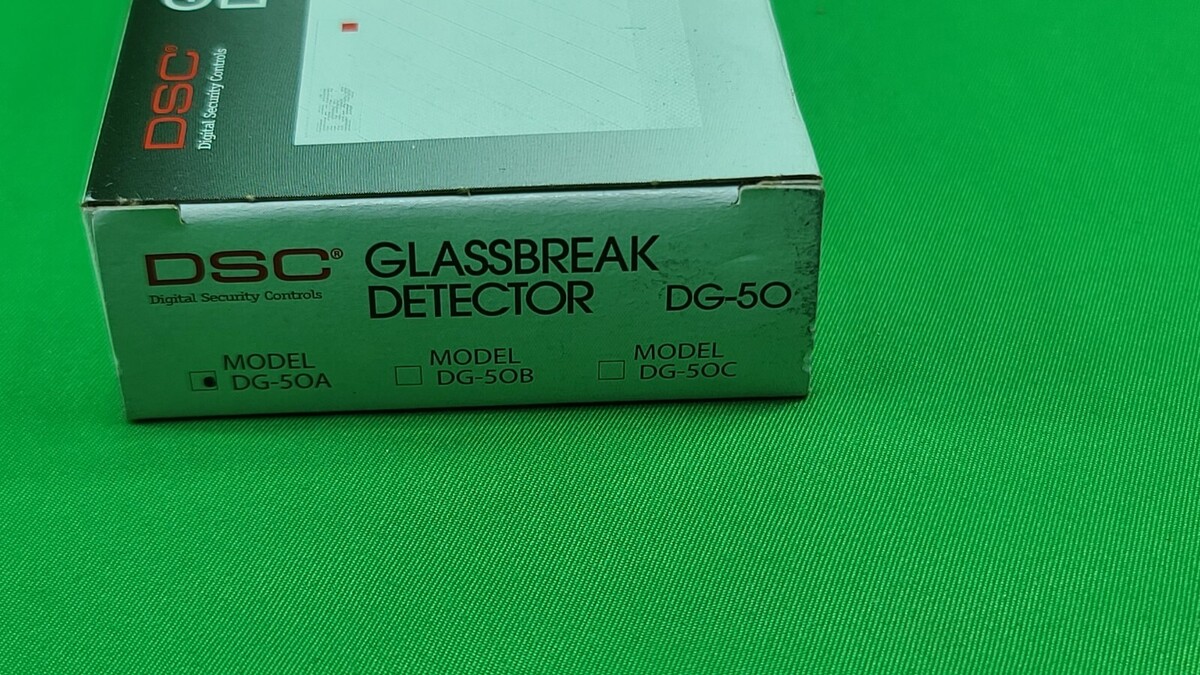 DSC®
Digital Security Controls
DSC®
Digital Security Controls
GLASSBREAK
DETECTOR
DG-50
MODEL
DG-50A
MODEL
DG-50B
MODEL
DG-50C